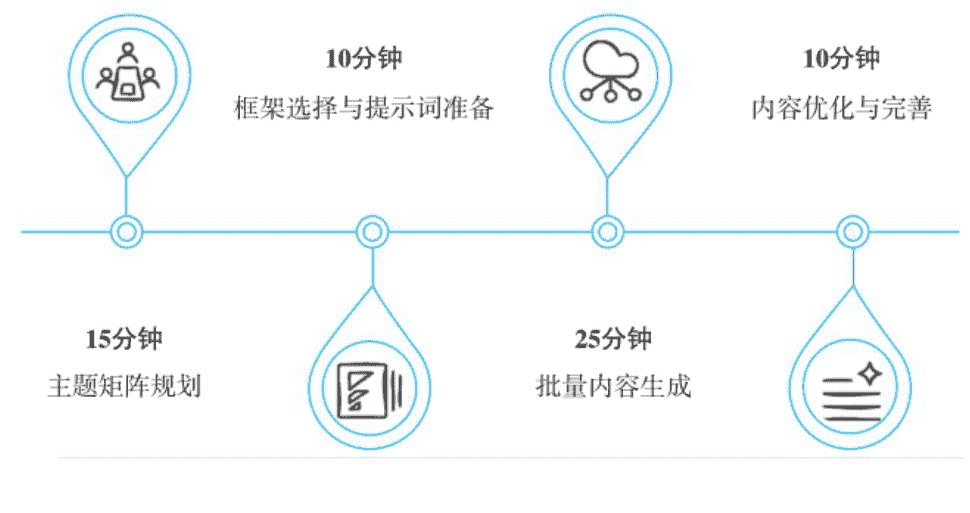 10分钟
框架选择与提示词准备
10分钟
内容优化与完善
15分钟
主题矩阵规划
25分钟
批量内容生成